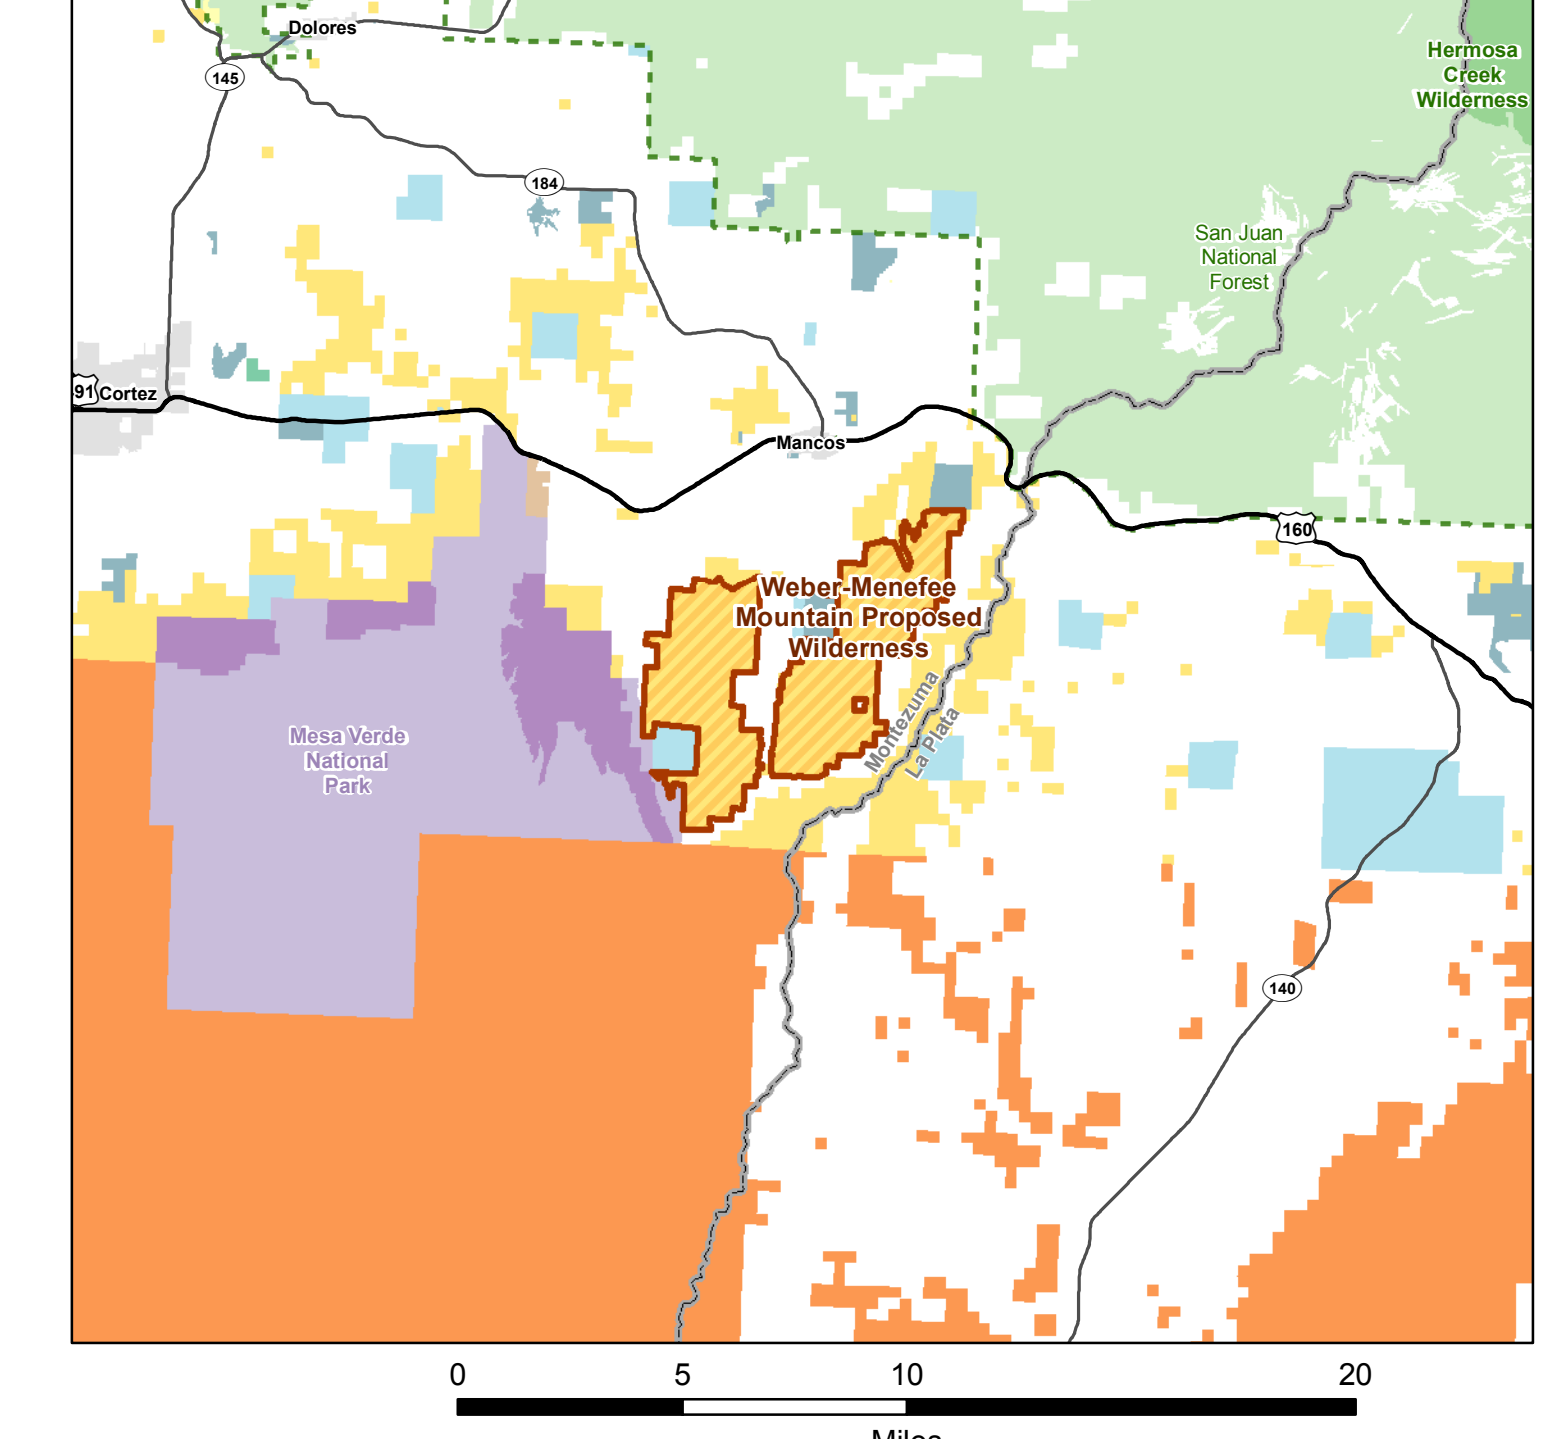 Dolores
Hermosa
Creek
Wilderness
145
184
San Juan
National
Forest
91
Cortez
Mancos
160
Weber-Menefee
Mountain Proposed
Wilderness
Montezuma
La Plata
Mesa Verde
National
Park
140
0 5 10 20
Miles